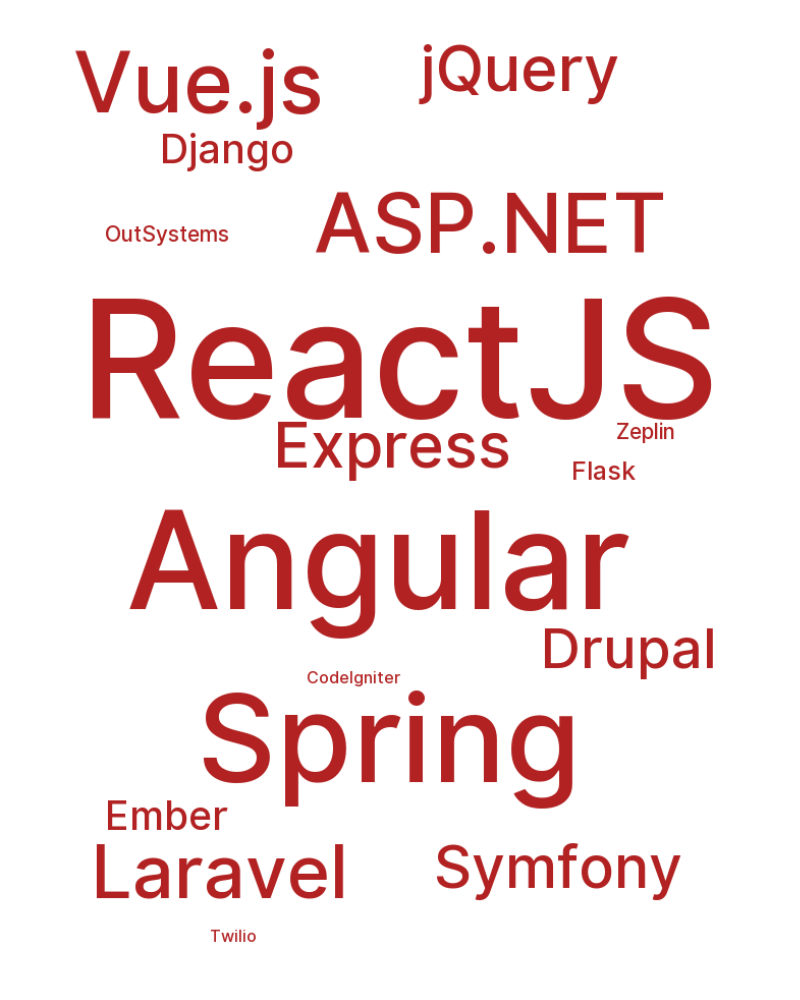 Vue.js
jQuery
Django
OutSystems
ASP.NET
ReactJS
Express
Zeplin
Flask
Angular
Drupal
CodeIgniter
Spring
Ember
Laravel
Symfony
Twilio